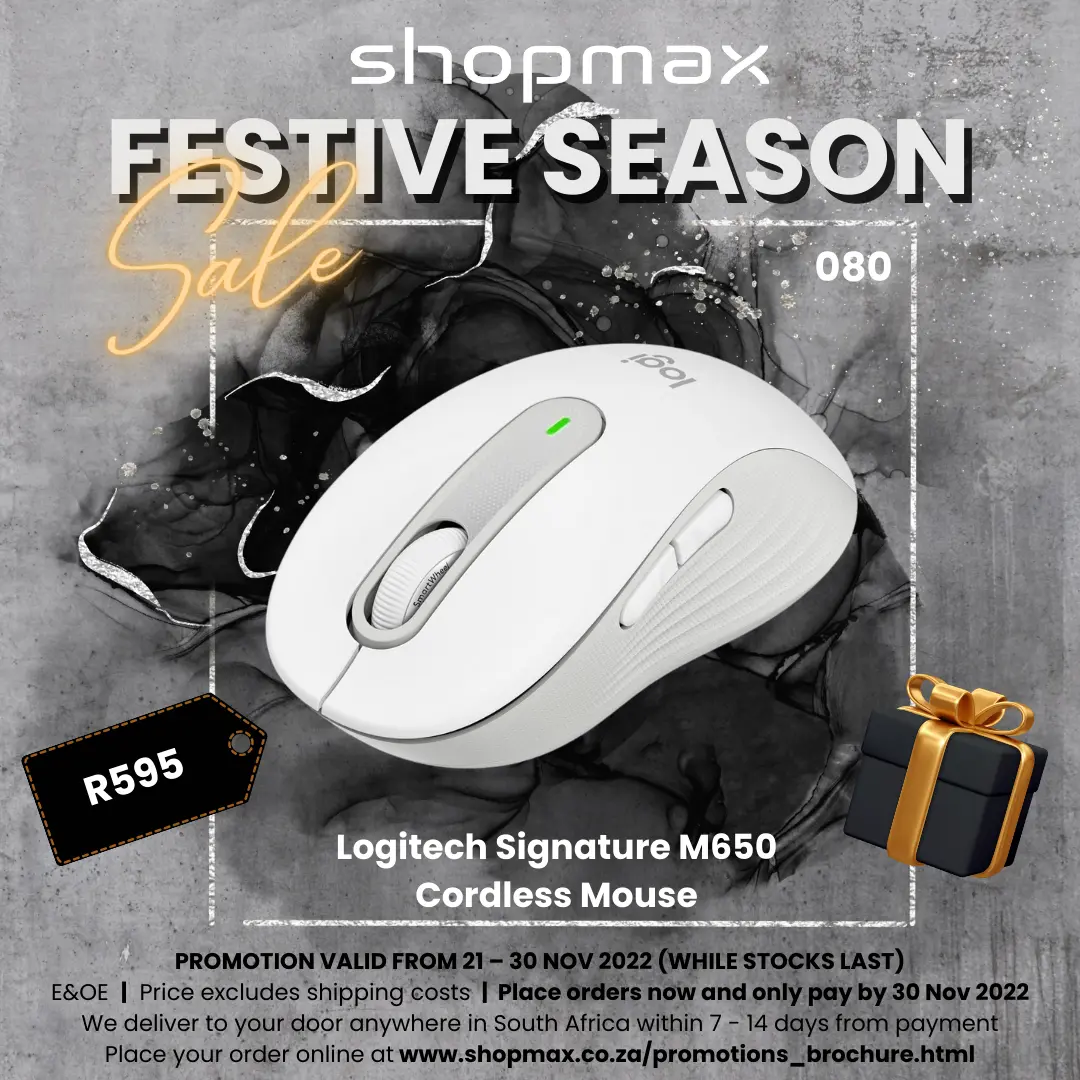 shopmax
FESTIVE SEASON
Sale
080
logi
SmartWheel
R595
Logitech Signature M650
Cordless Mouse
PROMOTION VALID FROM 21 – 30 NOV 2022 (WHILE STOCKS LAST)
E&OE | Price excludes shipping costs | Place orders now and only pay by 30 Nov 2022
We deliver to your door anywhere in South Africa within 7 - 14 days from payment
Place your order online at www.shopmax.co.za/promotions_brochure.html